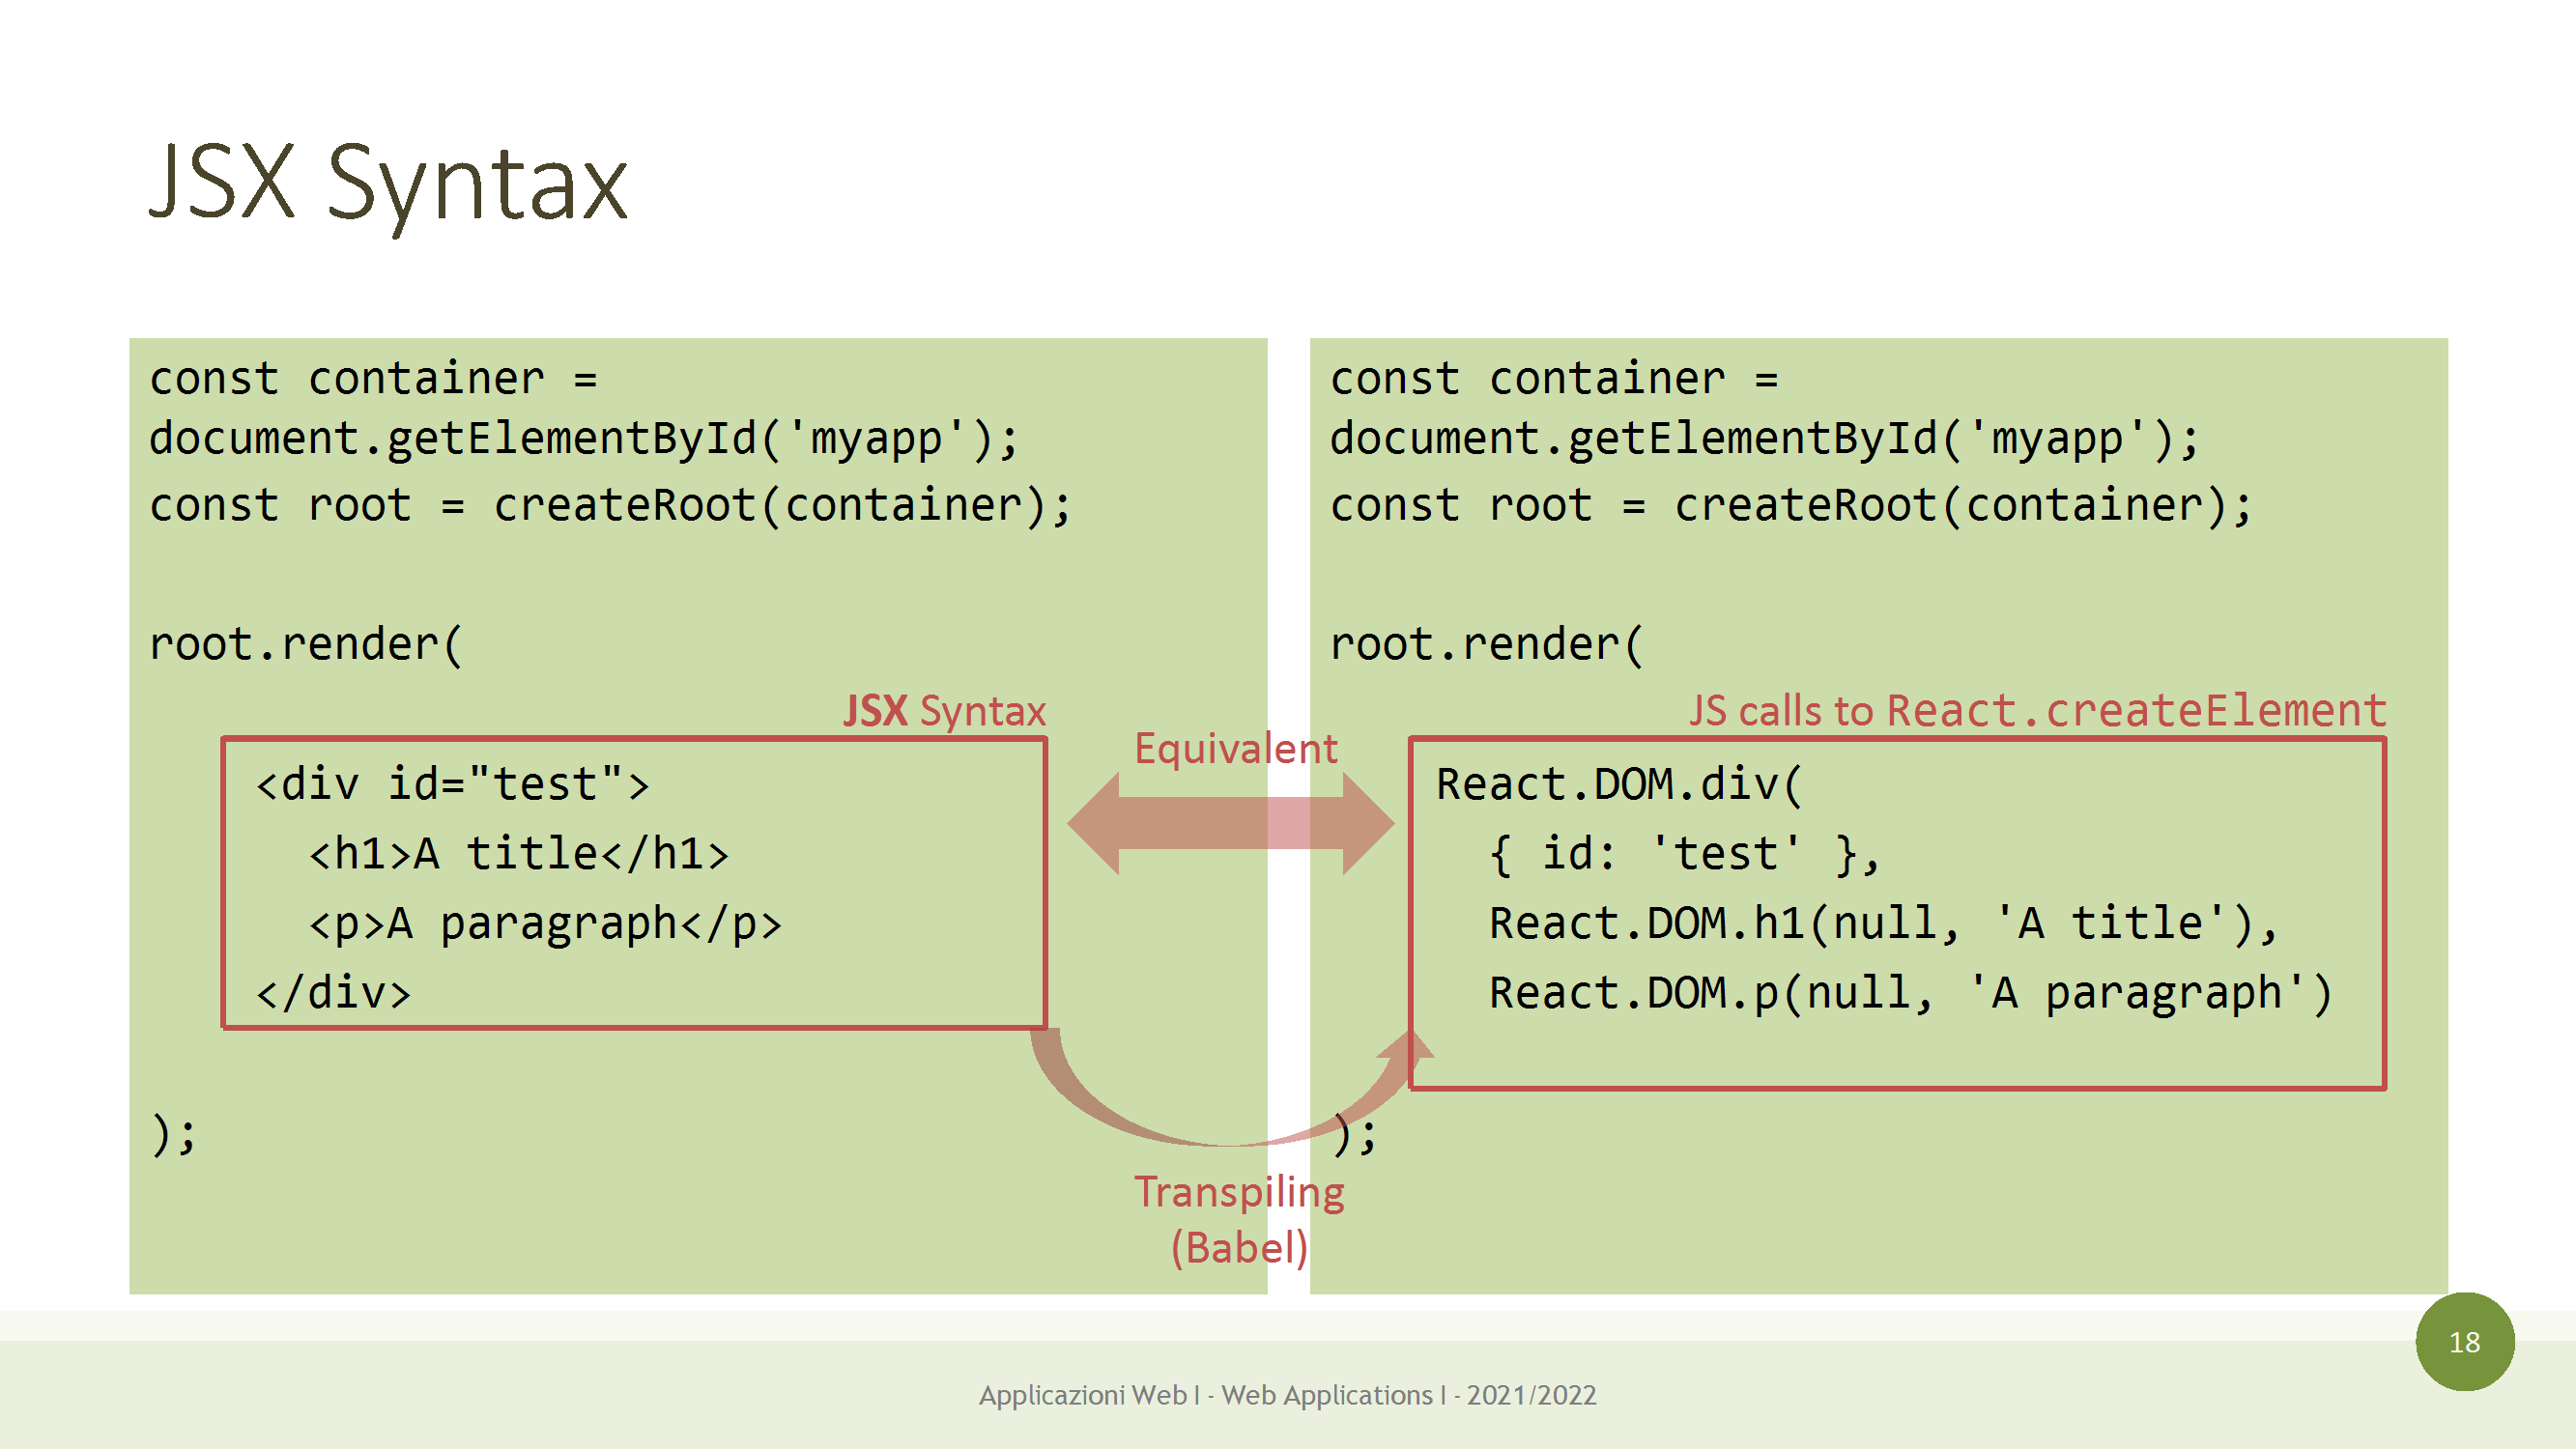 JSX Syntax
const container =
document.getElementById('myapp');
const root = createRoot(container);
root.render(
JSX Syntax
<div id="test">
  <h1>A title</h1>
  <p>A paragraph</p>
</div>
);
Equivalent
Transpiling
(Babel)
const container =
document.getElementById('myapp');
const root = createRoot(container);
root.render(
JS calls to React.createElement
React.DOM.div(
  { id: 'test' },
  React.DOM.h1(null, 'A title'),
  React.DOM.p(null, 'A paragraph')
);
18
Applicazioni Web I - Web Applications I - 2021/2022